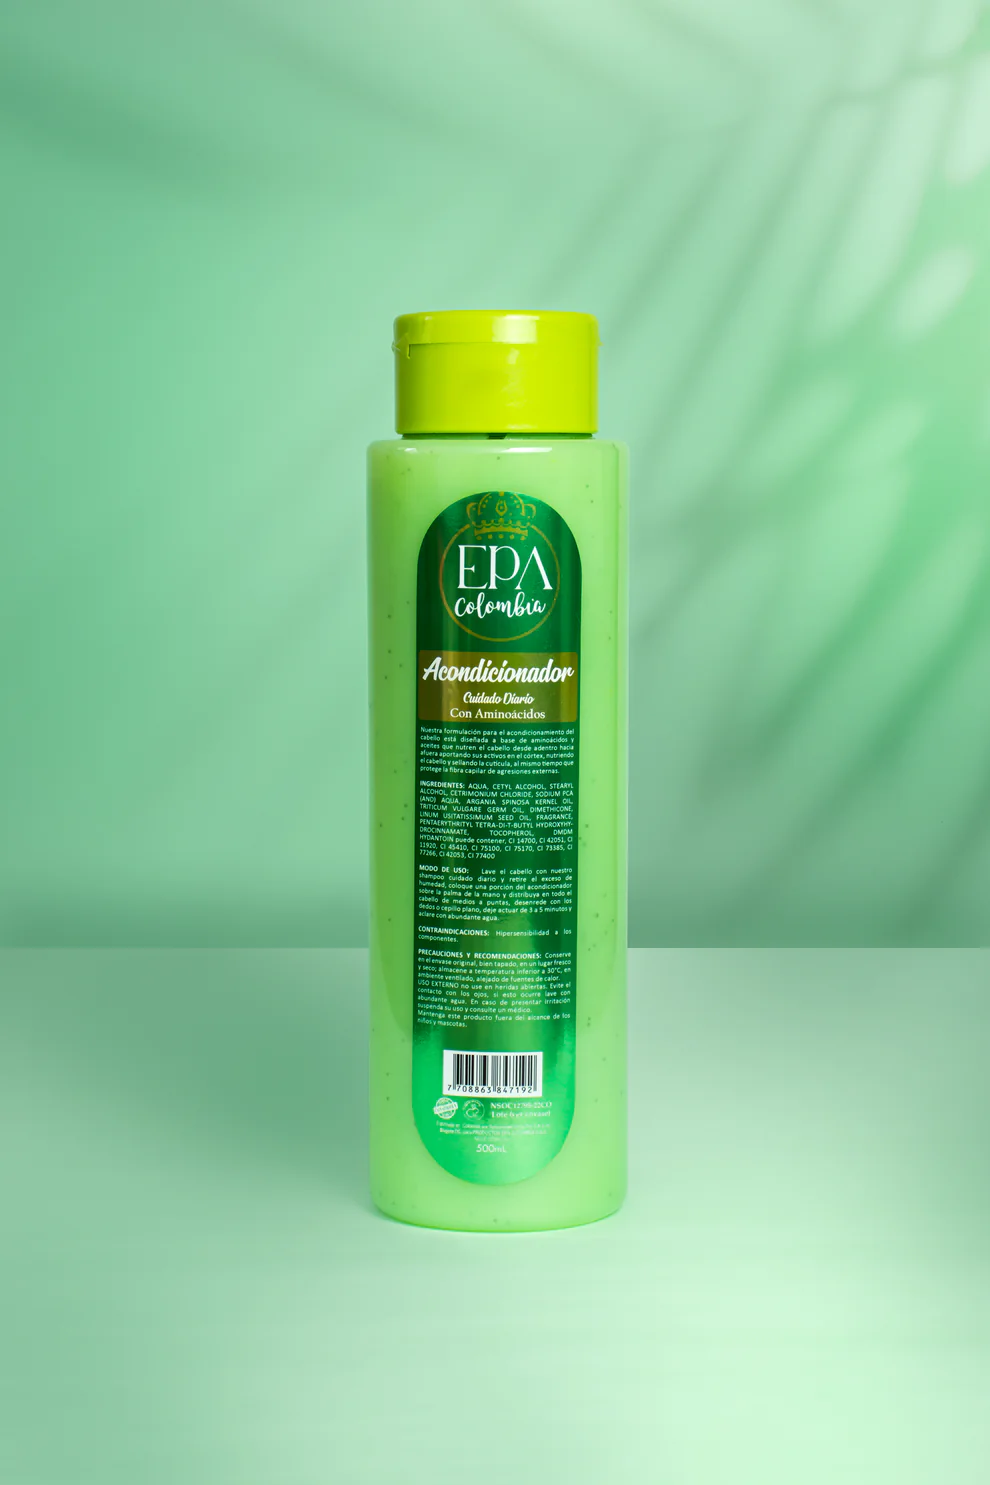 EPA
Colombia
Acondicionador
Cuidado Diario
Con Aminoácidos
Nuestra formulación para el acondicionamiento del
cabello está diseñada a base de aminoácidos y
aceites que nutren el cabello desde adentro hacia
afuera aportando sus activos en el córtex, nutriendo
el cabello y sellando la cutícula, al mismo tiempo que
protege la fibra capilar de agresiones externas.
INGREDIENTES: AQUA, CETYL ALCOHOL, STEARYL
ALCOHOL, CETRIMONIUM CHLORIDE, SODIUM PCA
(AND) AQUA, ARGANIA SPINOSA KERNEL OIL,
TRITICUM VULGARE GERM OIL, DIMETHICONE,
LINUM USITATISSIMUM SEED OIL, FRAGRANCE,
PENTAERYTHRITYL TETRA-DI-T-BUTYL HYDROXYHY-
DROCINNAMATE, TOCOPHEROL, DMDM
HYDANTOIN puede contener, CI 14700, CI 42051, CI
11920, CI 45410, CI 75100, CI 75170, CI 73385, CI
77266, CI 42053, CI 77400
MODO DE USO: Lave el cabello con nuestro
shampoo cuidado diario y retire el exceso de
humedad, coloque una porción del acondicionador
sobre la palma de la mano y distribuya en todo el
cabello de medios a puntas, desenrede con los
dedos o cepillo plano, deje actuar de 3 a 5 minutos y
aclare con abundante agua.
CONTRAINDICACIONES: Hipersensibilidad a los
componentes.
PRECAUCIONES Y RECOMENDACIONES: Conserve
en el envase original, bien tapado, en un lugar fresco
y seco; almacene a temperatura inferior a 30°C, en
ambiente ventilado, alejado de fuentes de calor.
USO EXTERNO no use en heridas abiertas. Evite el
contacto con los ojos, si esto ocurre lave con
abundante agua. En caso de presentar irritación
suspenda su uso y consulte un médico.
Mantenga este producto fuera del alcance de los
niños y mascotas.
7 708863 847192
500mL